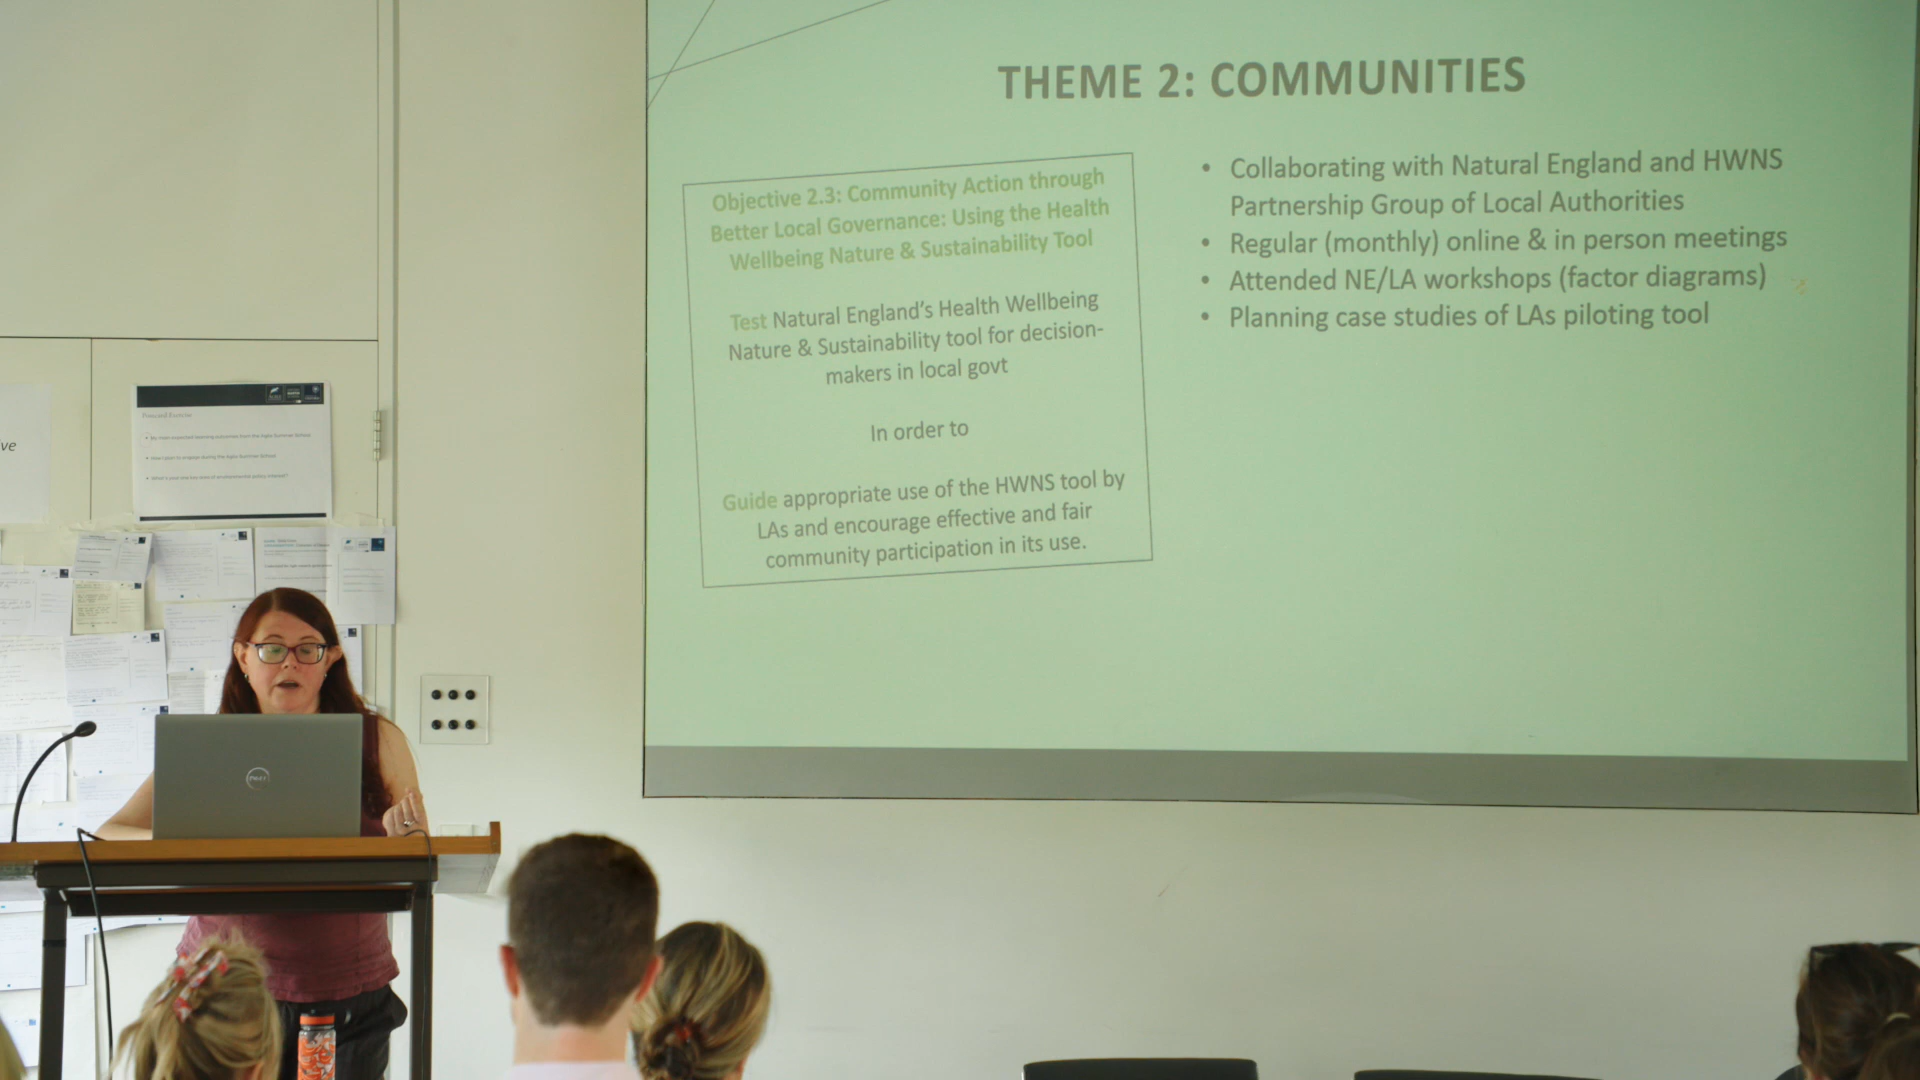 THEME 2: COMMUNITIES
Objective 2.3: Community Action through
Better Local Governance: Using the Health
Wellbeing Nature & Sustainability Tool
Test Natural England's Health Wellbeing
Nature & Sustainability tool for decision-
makers in local govt
In order to
Guide appropriate use of the HWNS tool by
LAs and encourage effective and fair
community participation in its use.
• Collaborating with Natural England and HWNS
Partnership Group of Local Authorities
• Regular (monthly) online & in person meetings
• Attended NE/LA workshops (factor diagrams)
• Planning case studies of LAs piloting tool
ve
Postcard Exercise
DELL